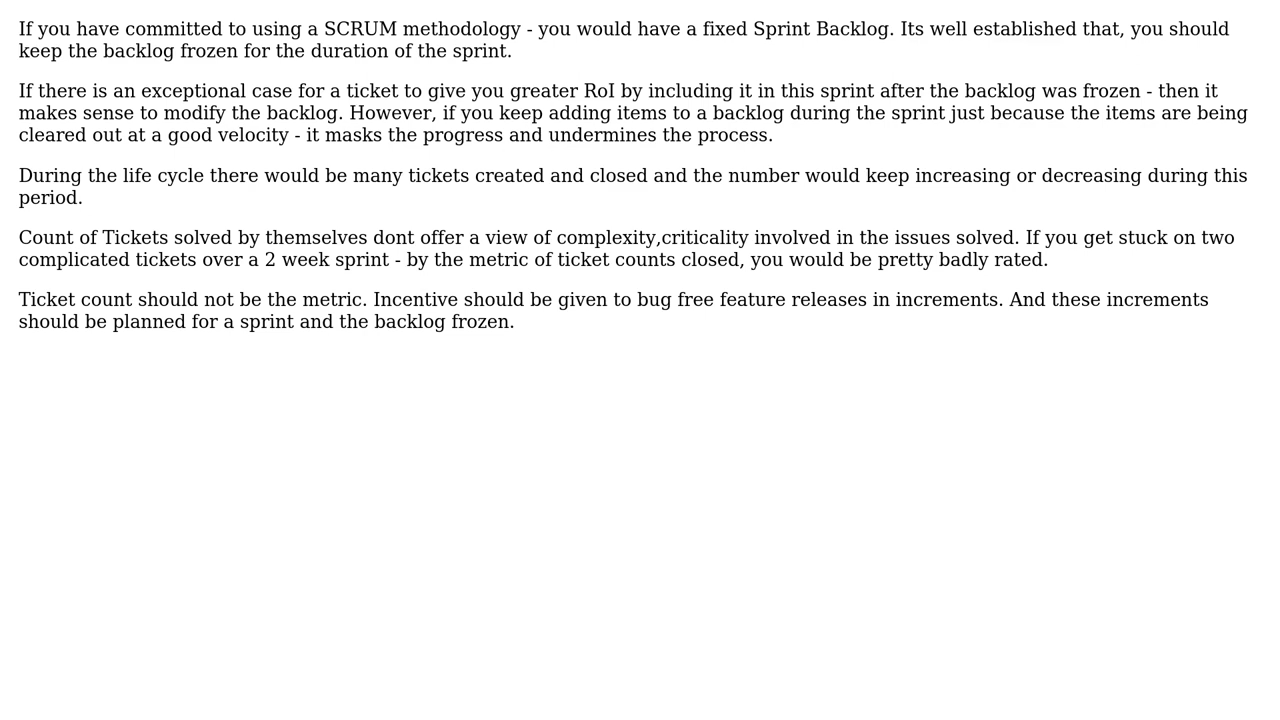 If you have committed to using a SCRUM methodology - you would have a fixed Sprint Backlog. Its well established that, you should
keep the backlog frozen for the duration of the sprint.
If there is an exceptional case for a ticket to give you greater RoI by including it in this sprint after the backlog was frozen - then it
makes sense to modify the backlog. However, if you keep adding items to a backlog during the sprint just because the items are being
cleared out at a good velocity - it masks the progress and undermines the process.
During the life cycle there would be many tickets created and closed and the number would keep increasing or decreasing during this
period.
Count of Tickets solved by themselves dont offer a view of complexity,criticality involved in the issues solved. If you get stuck on two
complicated tickets over a 2 week sprint - by the metric of ticket counts closed, you would be pretty badly rated.
Ticket count should not be the metric. Incentive should be given to bug free feature releases in increments. And these increments
should be planned for a sprint and the backlog frozen.